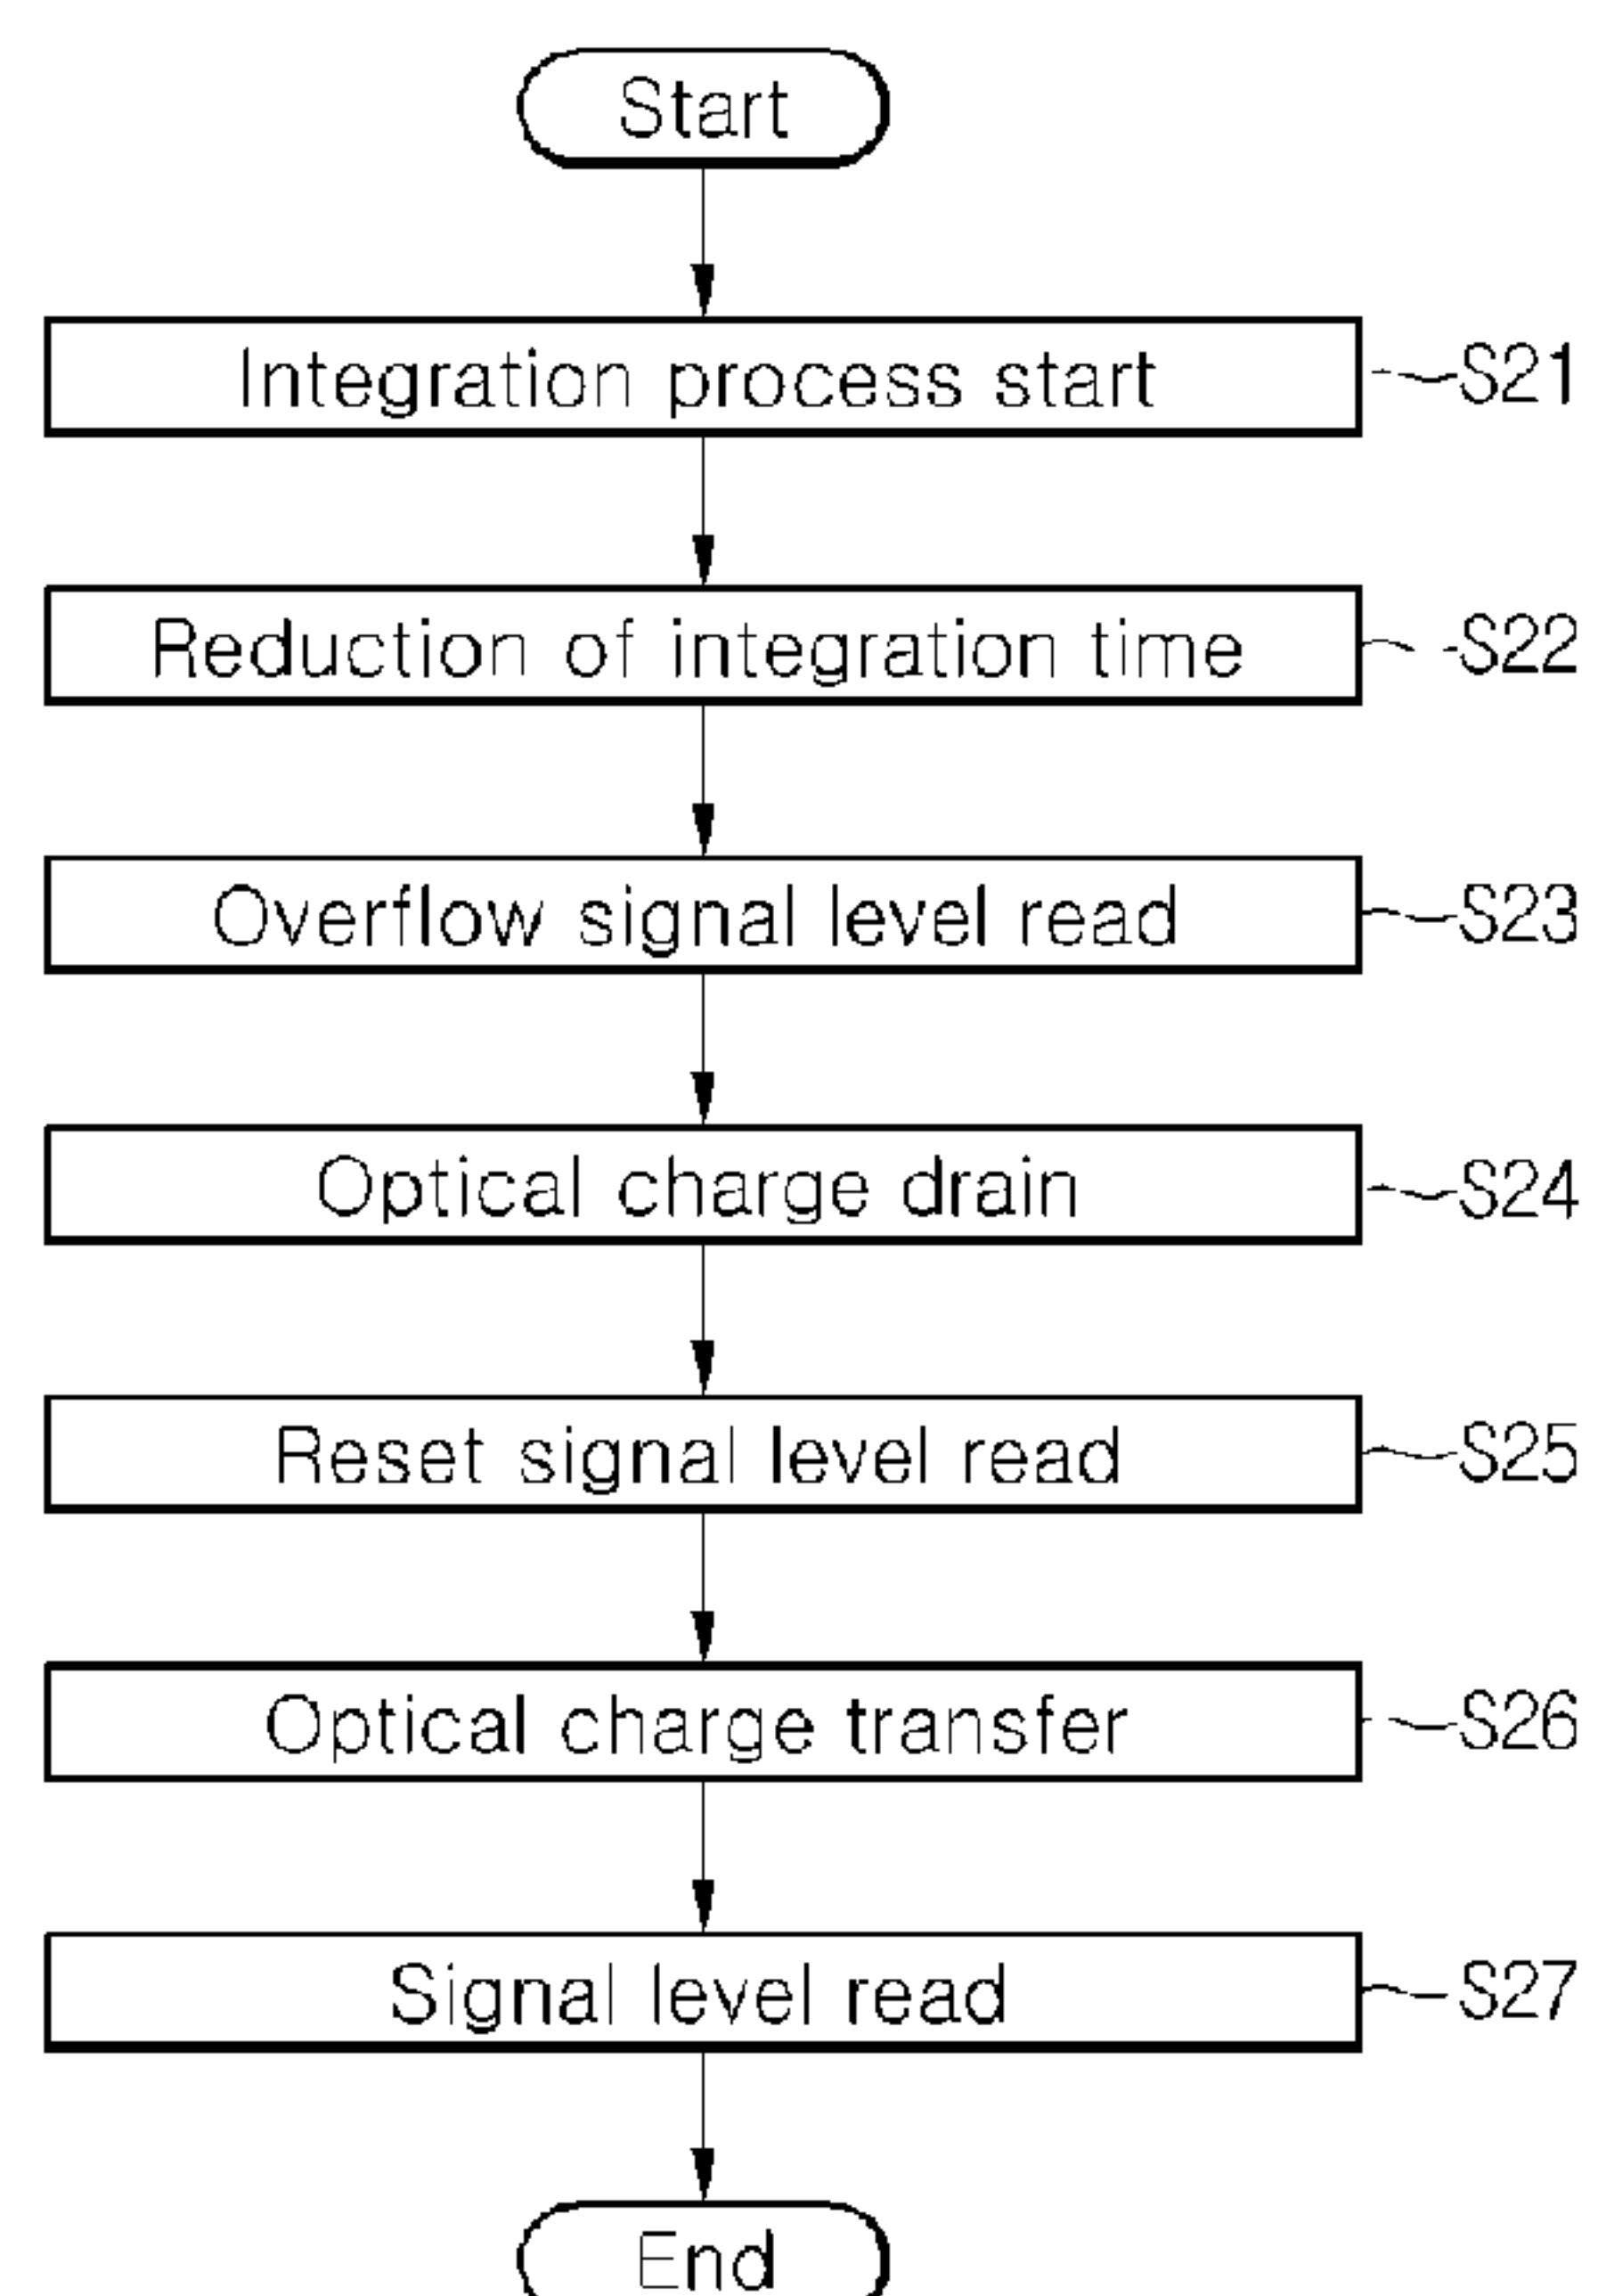 Start
Integration process start S21
Reduction of integration time S22
Overflow signal level read S23
Optical charge drain S24
Reset signal level read S25
Optical charge transfer S26
Signal level read S27
End